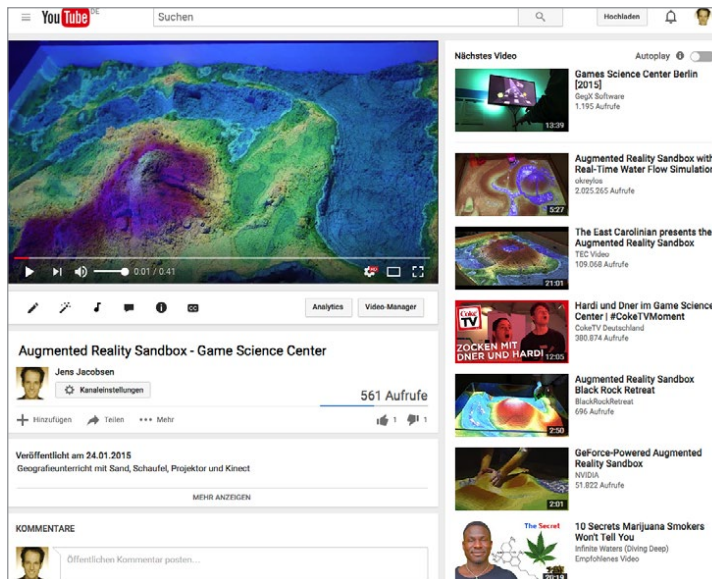 YouTube DE
Suchen
Hochladen
0:01 / 0:41
HD
Analytics
Video-Manager
Augmented Reality Sandbox - Game Science Center
Jens Jacobsen
Kanaleinstellungen
561 Aufrufe
Hinzufügen
Teilen
Mehr
1
1
Veröffentlicht am 24.01.2015
Geografieunterricht mit Sand, Schaufel, Projektor und Kinect
MEHR ANZEIGEN
KOMMENTARE
Öffentlichen Kommentar posten...
Nächstes Video
Autoplay
13:39
Games Science Center Berlin
[2015]
GegX Software
1.195 Aufrufe
5:27
Augmented Reality Sandbox with
Real-Time Water Flow Simulation
okreylos
2.025.265 Aufrufe
21:01
The East Carolinian presents the
Augmented Reality Sandbox
TEC Video
109.068 Aufrufe
Coke
TV
ZOCKEN MIT
DNER UND HARDI
12:05
Hardi und Dner im Game Science
Center | #CokeTVMoment
CokeTV Deutschland
380.874 Aufrufe
2:50
Augmented Reality Sandbox
Black Rock Retreat
BlackRockRetreat
696 Aufrufe
2:01
GeForce-Powered Augmented
Reality Sandbox
NVIDIA
51.822 Aufrufe
The Secret
20:19
10 Secrets Marijuana Smokers
Won't Tell You
Infinite Waters (Diving Deep)
Empfohlenes Video